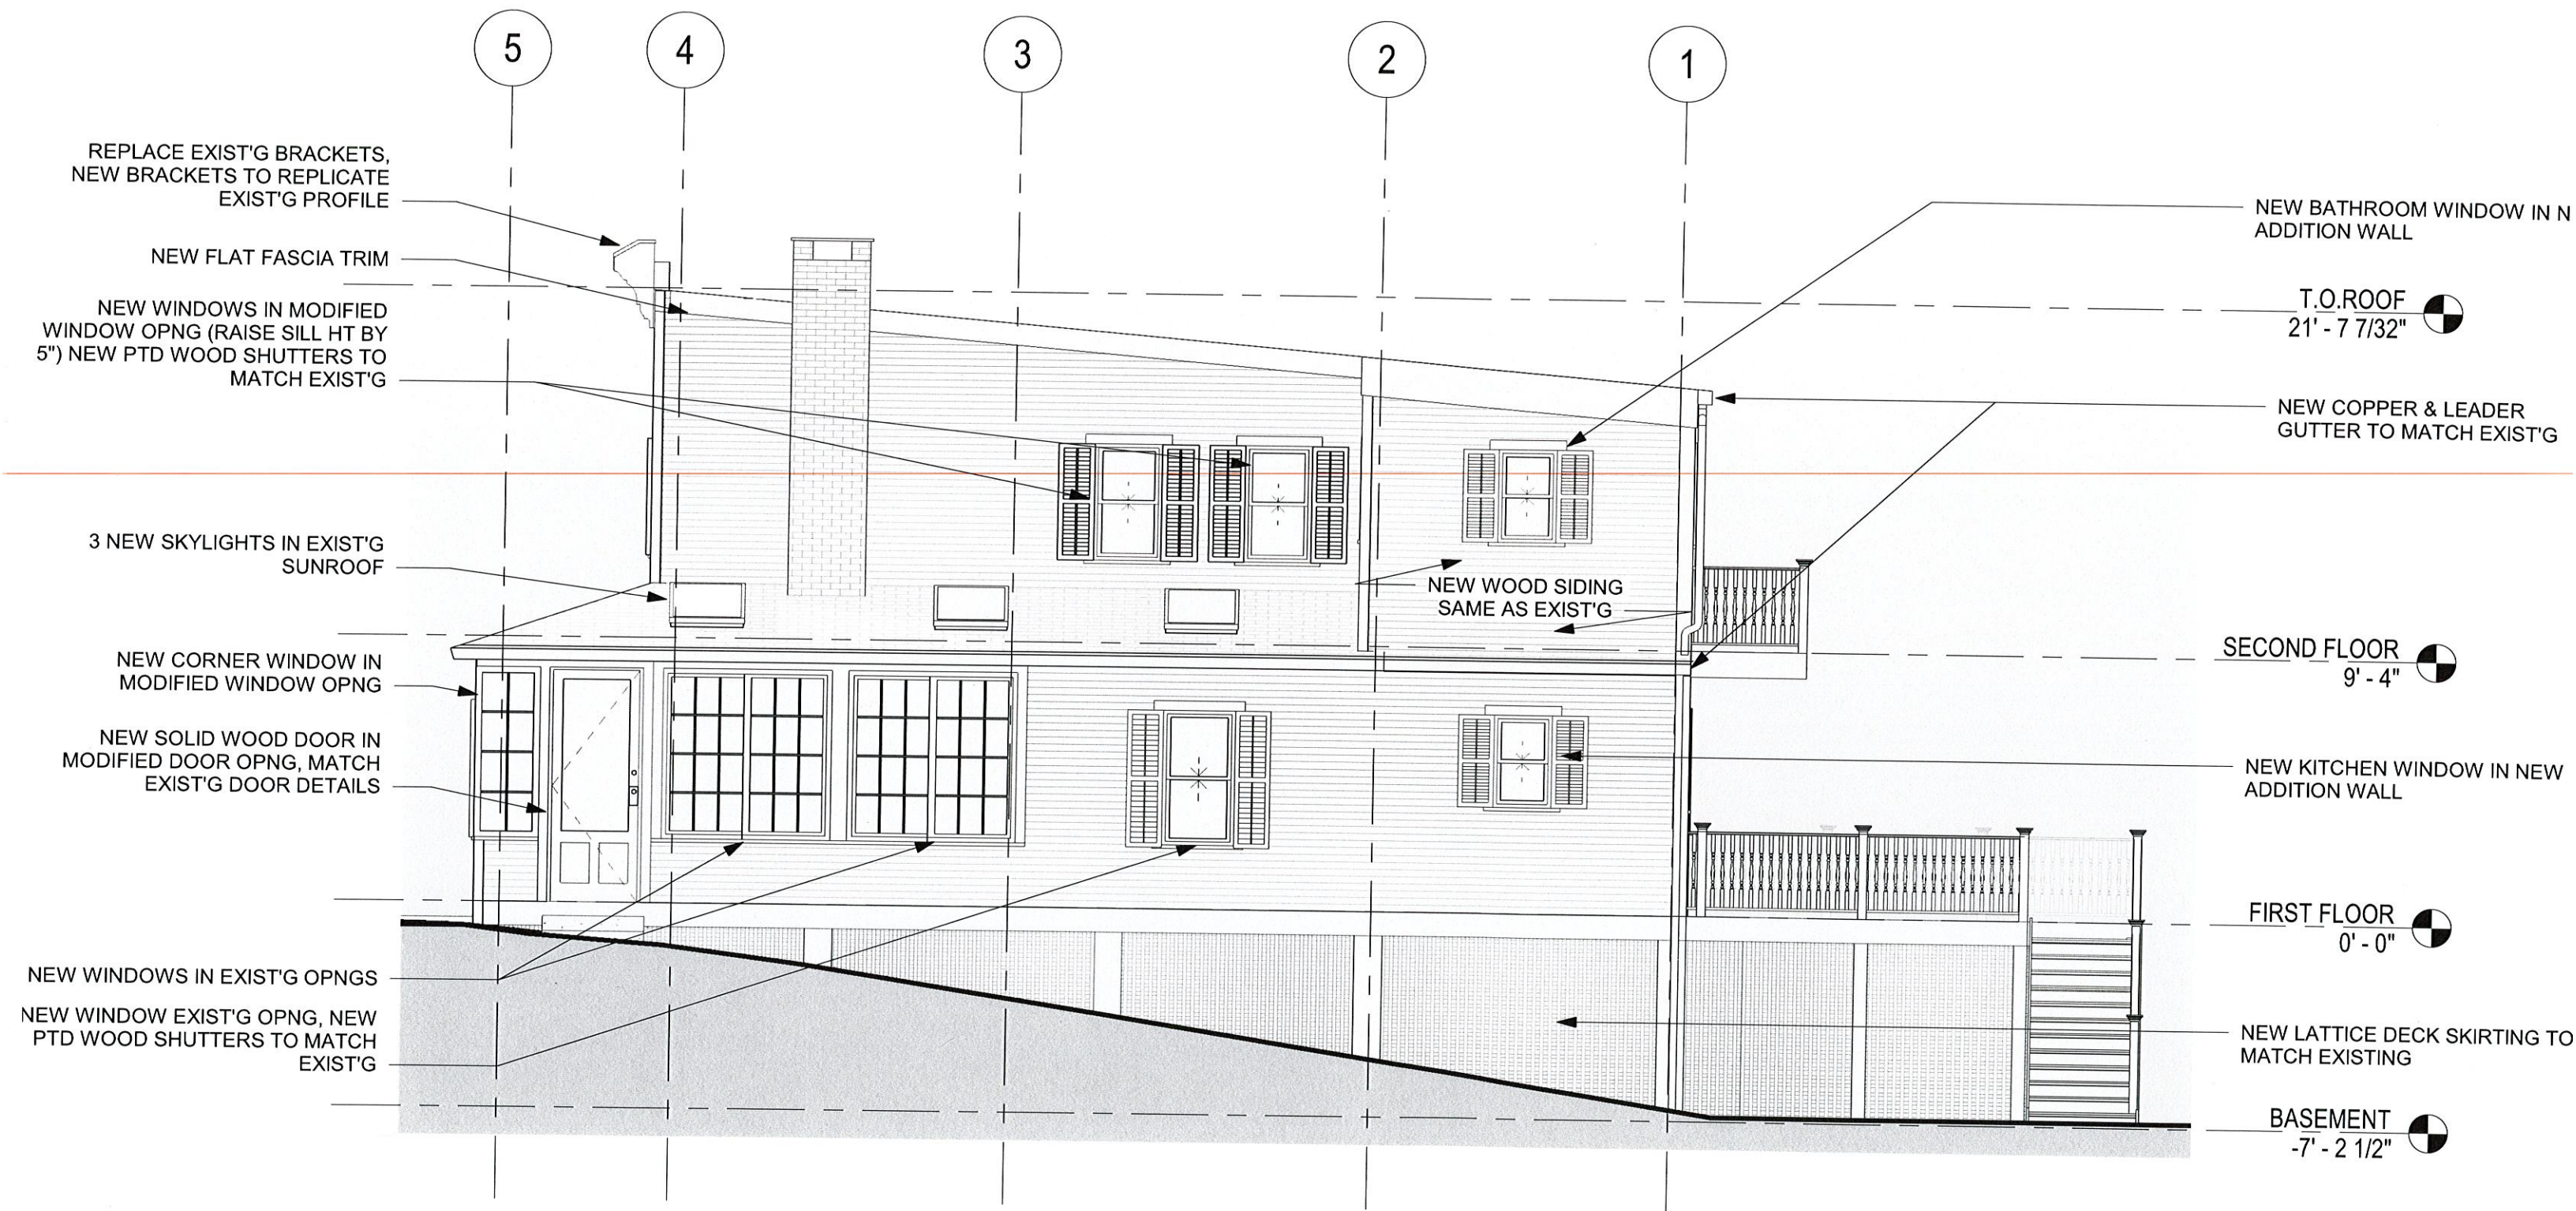 5
4
3
2
1
REPLACE EXIST'G BRACKETS,
NEW BRACKETS TO REPLICATE
EXIST'G PROFILE
NEW FLAT FASCIA TRIM
NEW WINDOWS IN MODIFIED
WINDOW OPNG (RAISE SILL HT BY
5") NEW PTD WOOD SHUTTERS TO
MATCH EXIST'G
3 NEW SKYLIGHTS IN EXIST'G
SUNROOF
NEW CORNER WINDOW IN
MODIFIED WINDOW OPNG
NEW SOLID WOOD DOOR IN
MODIFIED DOOR OPNG, MATCH
EXIST'G DOOR DETAILS
NEW WINDOWS IN EXIST'G OPNGS
NEW WINDOW EXIST'G OPNG, NEW
PTD WOOD SHUTTERS TO MATCH
EXIST'G
NEW WOOD SIDING
SAME AS EXIST'G
NEW BATHROOM WINDOW IN N
ADDITION WALL
T.O.ROOF
21' - 7 7/32"
NEW COPPER & LEADER
GUTTER TO MATCH EXIST'G
SECOND FLOOR
9' - 4"
NEW KITCHEN WINDOW IN NEW
ADDITION WALL
FIRST FLOOR
0' - 0"
NEW LATTICE DECK SKIRTING TO
MATCH EXISTING
BASEMENT
-7' - 2 1/2"